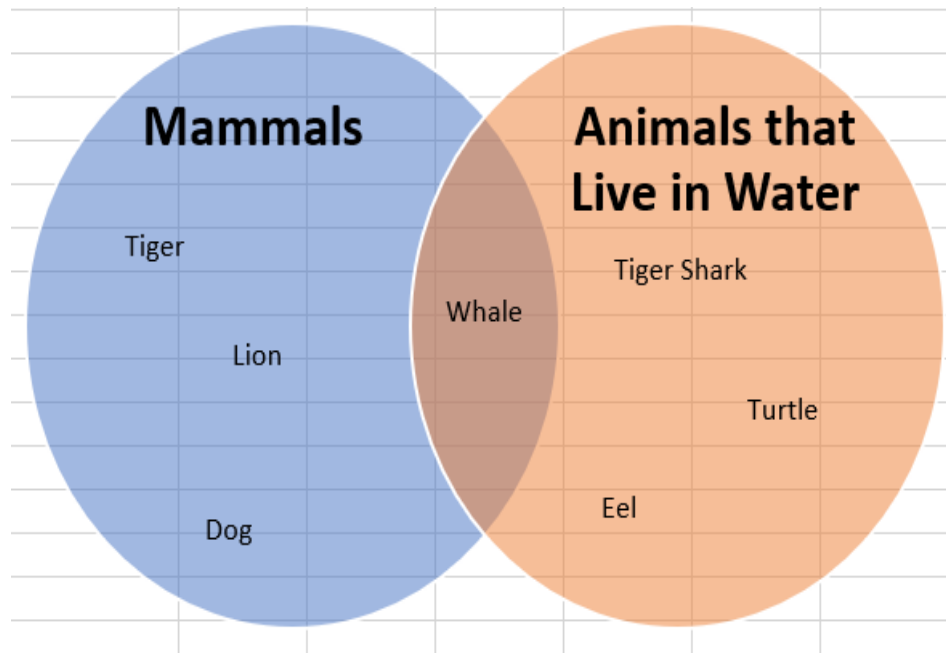 Mammals
Animals that
Live in Water
Tiger
Tiger Shark
Whale
Lion
Turtle
Eel
Dog